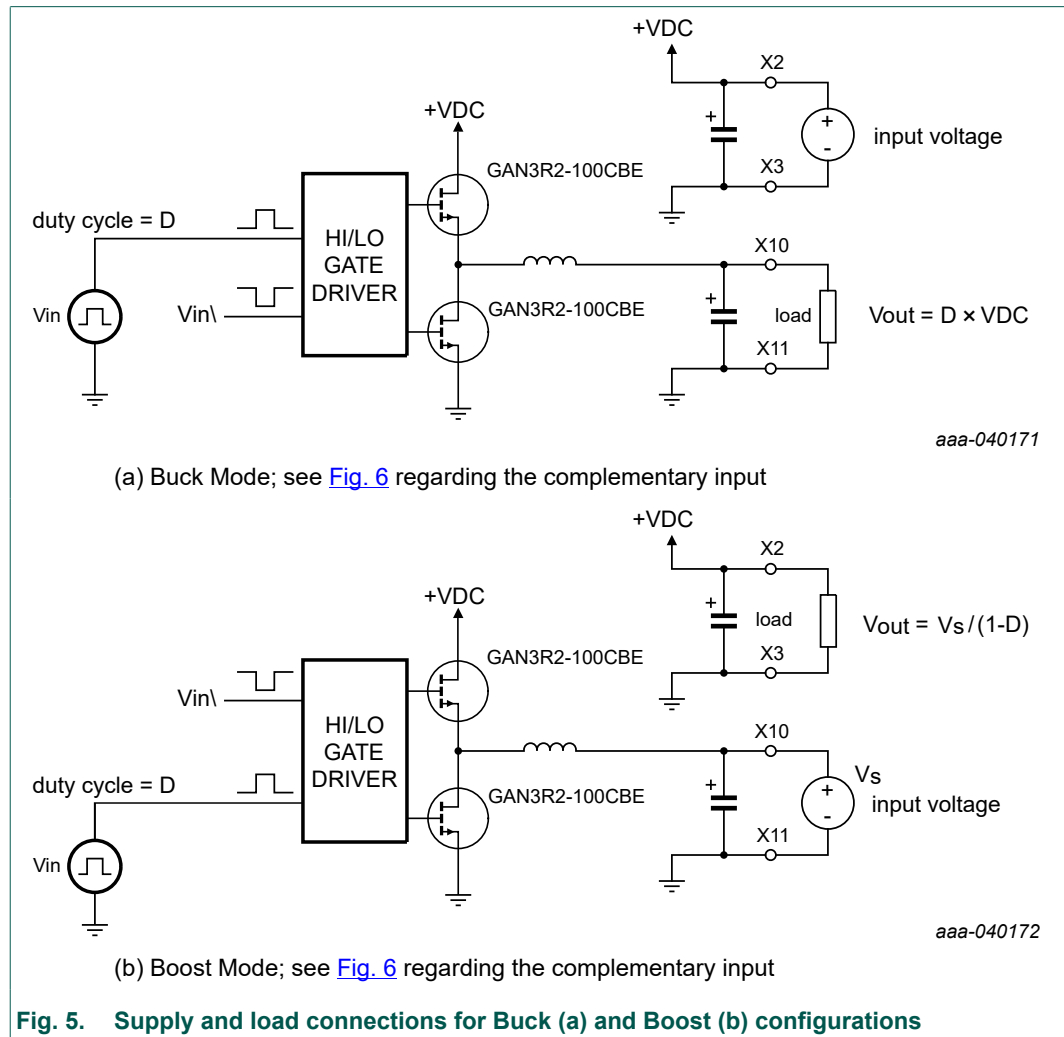 +VDC
X2
+VDC
+
+
-
input voltage
GAN3R2-100CBE
X3
duty cycle = D
HI/LO
GATE
DRIVER
X10
Vin
Vin\
GAN3R2-100CBE
+
load
Vout = D × VDC
X11
aaa-040171
(a) Buck Mode; see Fig. 6 regarding the complementary input
+VDC
X2
+VDC
+
load
Vout = Vs/(1-D)
GAN3R2-100CBE
X3
Vin\
HI/LO
GATE
DRIVER
X10
duty cycle = D
GAN3R2-100CBE
+
+
-
Vs
input voltage
X11
Vin
aaa-040172
(b) Boost Mode; see Fig. 6 regarding the complementary input
Fig. 5. Supply and load connections for Buck (a) and Boost (b) configurations